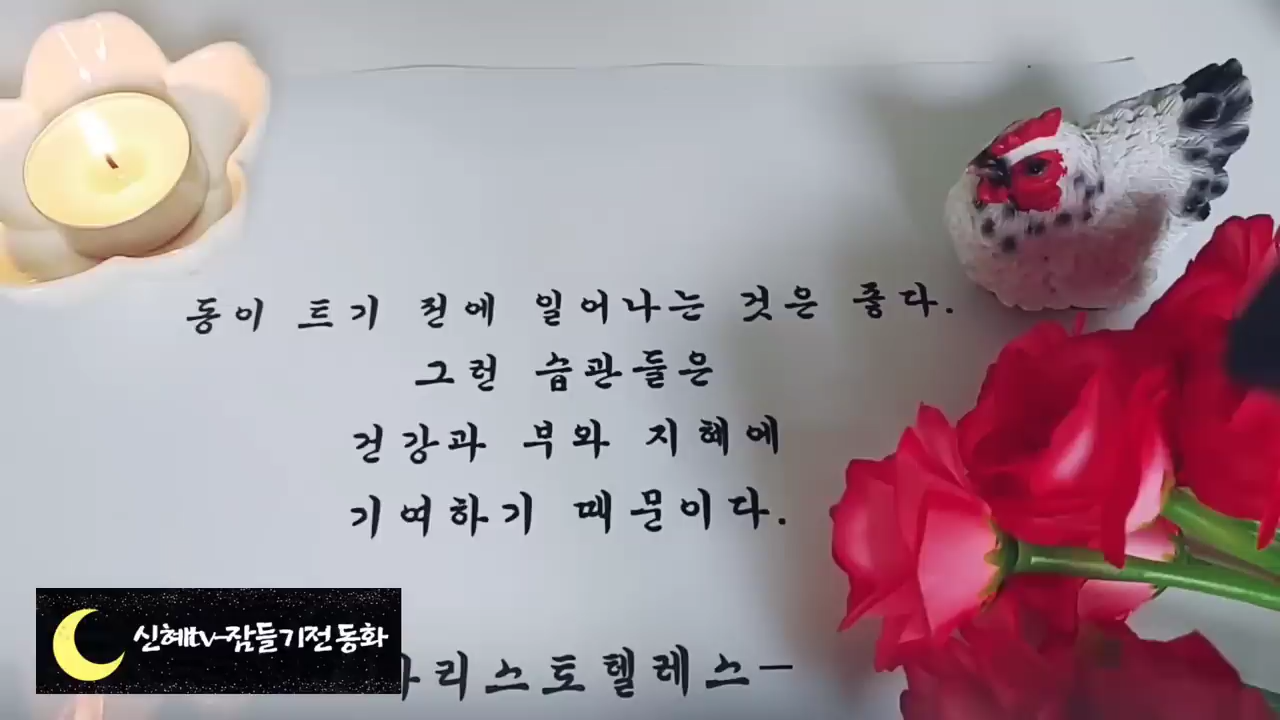 동이 트기 전에 일어나는 것은 좋다.
그런 습관들은
건강과 부와 지혜에
기여하기 때문이다.
신혜tv-잠들기전 동화
리스토텔레스-